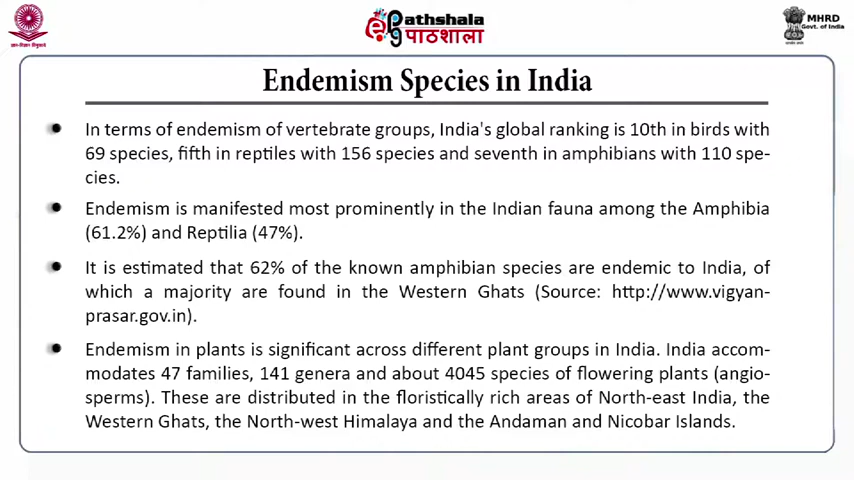 Pathshala
पाठशाला
MHRD
Govt. of India
Endemism Species in India
In terms of endemism of vertebrate groups, India's global ranking is 10th in birds with
69 species, fifth in reptiles with 156 species and seventh in amphibians with 110 spe-
cies.
Endemism is manifested most prominently in the Indian fauna among the Amphibia
(61.2%) and Reptilia (47%).
It is estimated that 62% of the known amphibian species are endemic to India, of
which a majority are found in the Western Ghats (Source: http://www.vigyan-
prasar.gov.in).
Endemism in plants is significant across different plant groups in India. India accom-
modates 47 families, 141 genera and about 4045 species of flowering plants (angio-
sperms). These are distributed in the floristically rich areas of North-east India, the
Western Ghats, the North-west Himalaya and the Andaman and Nicobar Islands.